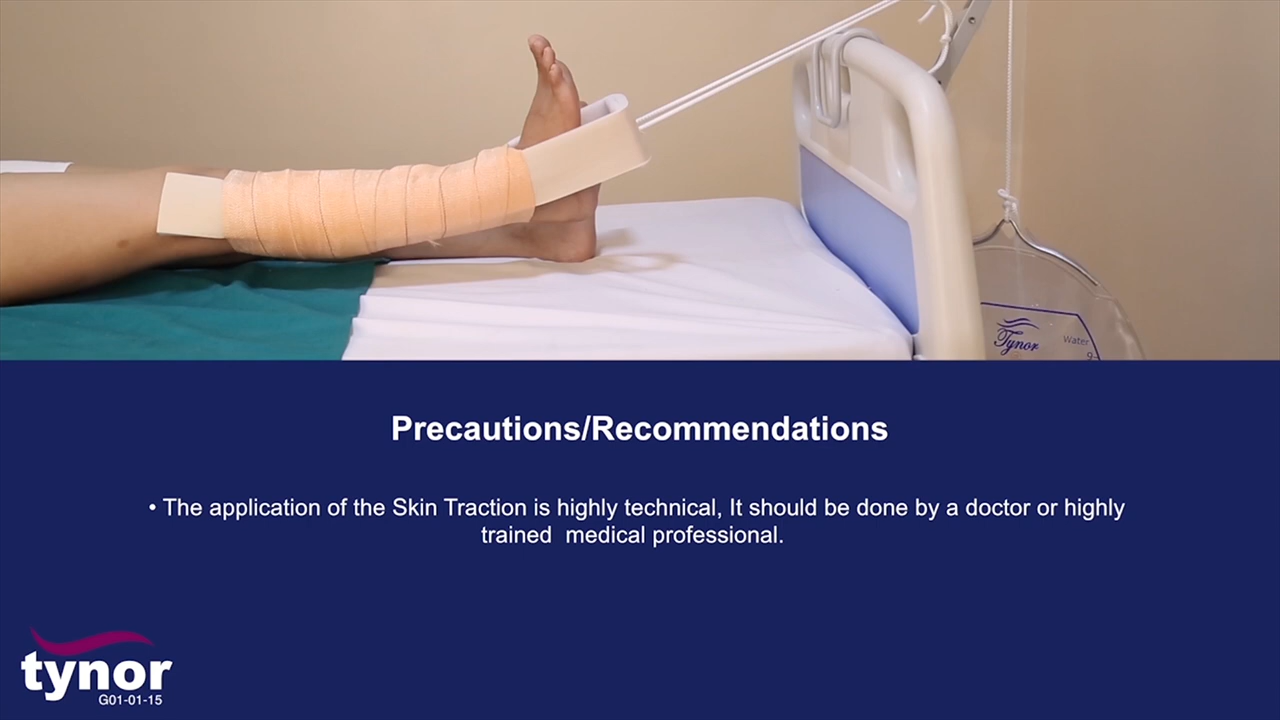 Tynor
Water
9-
Precautions/Recommendations
• The application of the Skin Traction is highly technical, It should be done by a doctor or highly
trained  medical professional.
tynor
G01-01-15